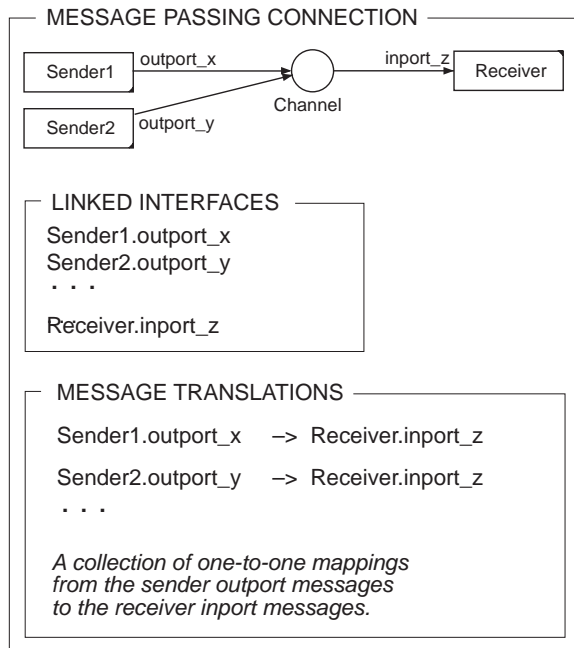 MESSAGE PASSING CONNECTION
outport_x
inport_z
Sender1
Receiver
Channel
Sender2
outport_y
LINKED INTERFACES
Sender1.outport_x
Sender2.outport_y
. . .
Receiver.inport_z
MESSAGE TRANSLATIONS
Sender1.outport_x –> Receiver.inport_z
Sender2.outport_y –> Receiver.inport_z
. . .
A collection of one-to-one mappings
from the sender outport messages
to the receiver inport messages.